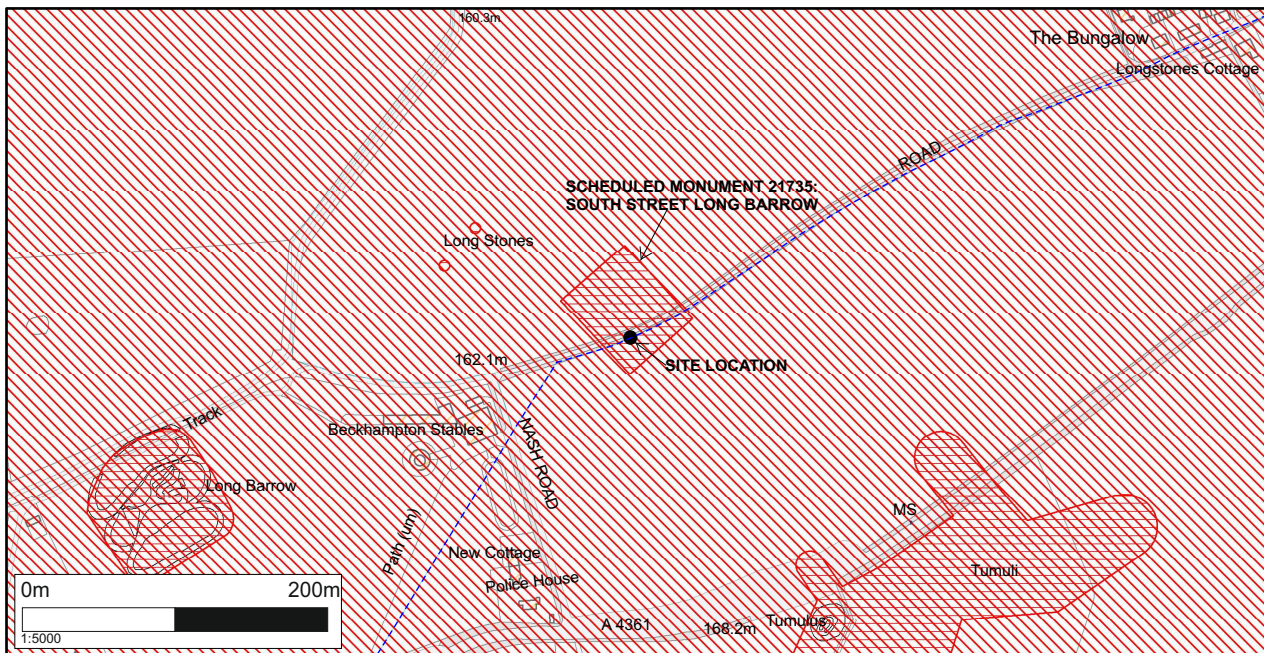 160.3m
The Bungalow
Longstones Cottage
ROAD
SCHEDULED MONUMENT 21735:
SOUTH STREET LONG BARROW
Long Stones
162.1m
SITE LOCATION
Track
Beckhampton Stables
NASH ROAD
Long Barrow
MS
Path (um)
New Cottage
Police House
Tumuli
0m
200m
1:5000
A 4361
168.2m
Tumulus